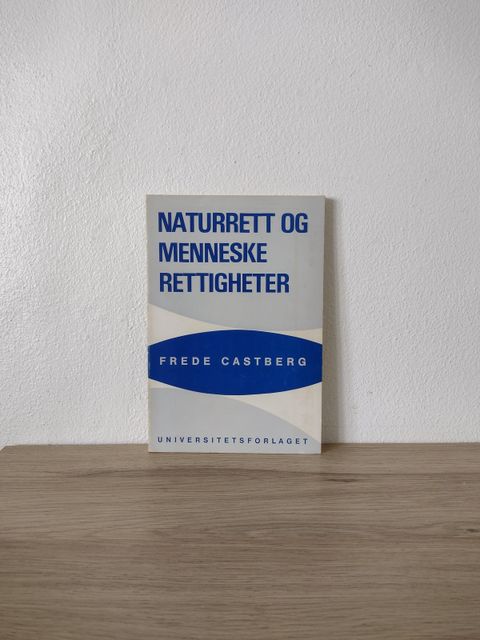 NATURRETT OG
MENNESKE
RETTIGHETER
FREDE CASTBERG
UNIVERSITETSFORLAGET